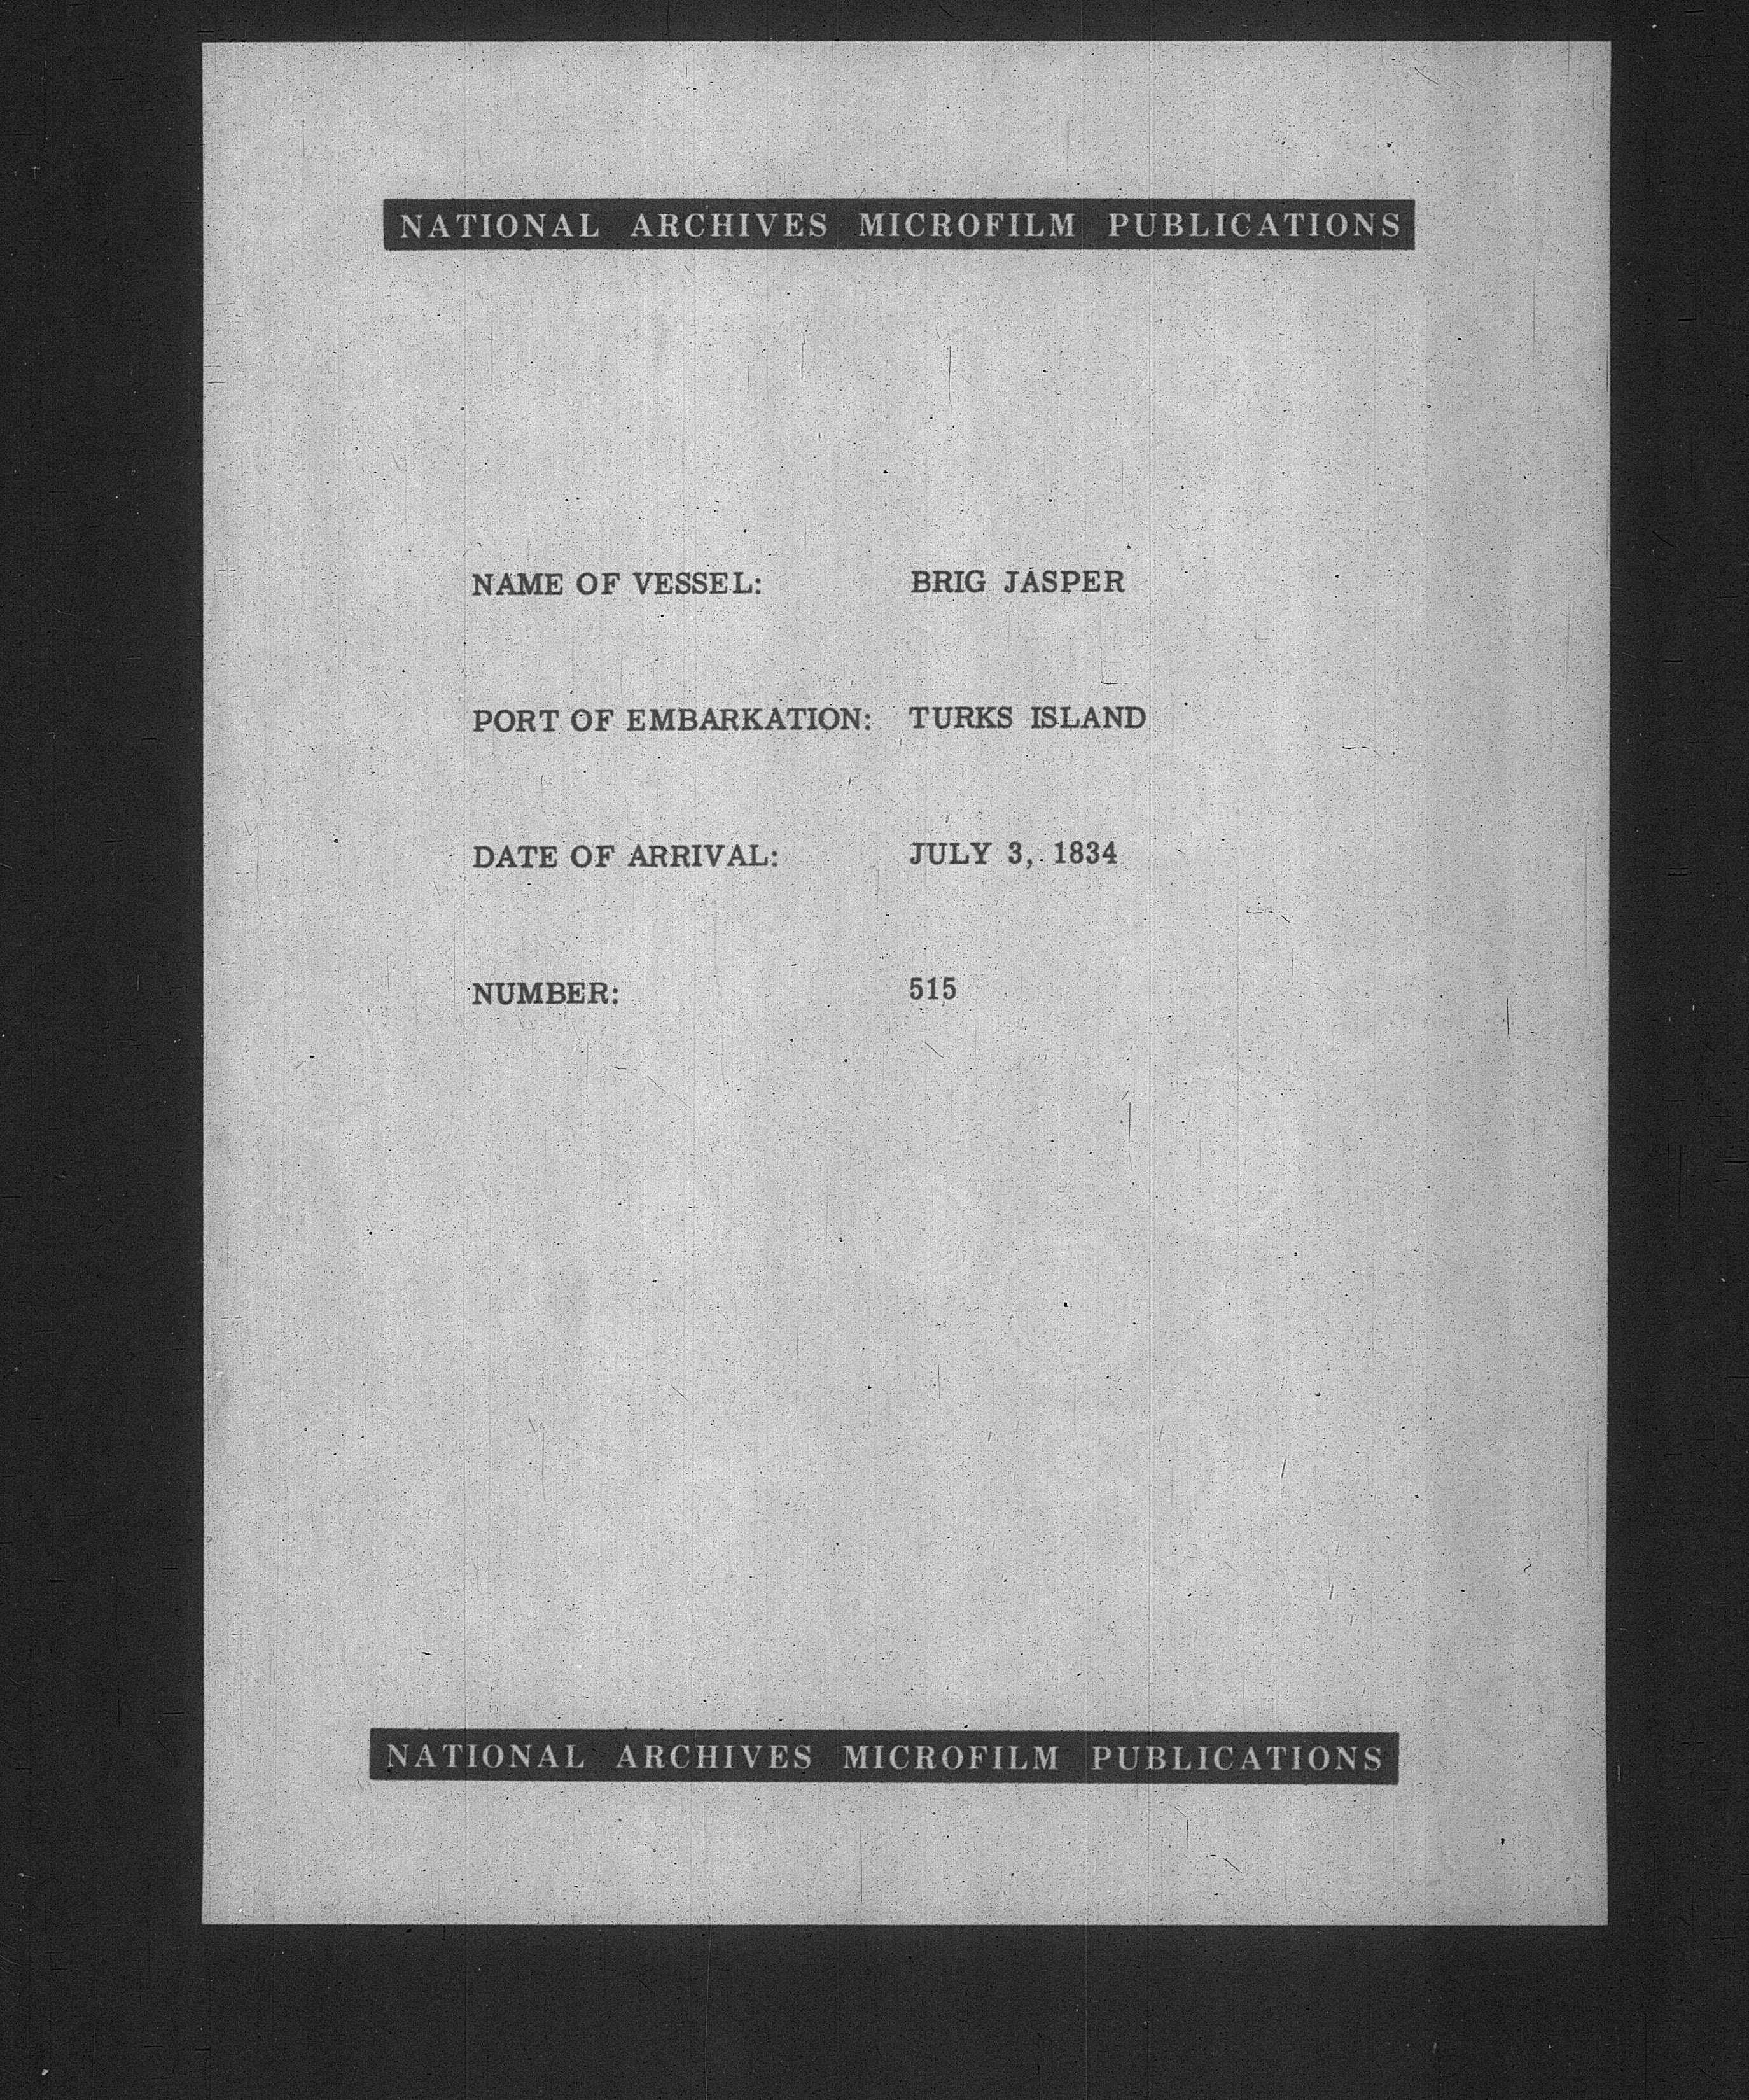 NATIONAL ARCHIVES MICROFILM PUBLICATIONS
NAME OF VESSEL: BRIG JASPER
PORT OF EMBARKATION: TURKS ISLAND
DATE OF ARRIVAL: JULY 3, 1834
NUMBER: 515
NATIONAL ARCHIVES MICROFILM PUBLICATIONS